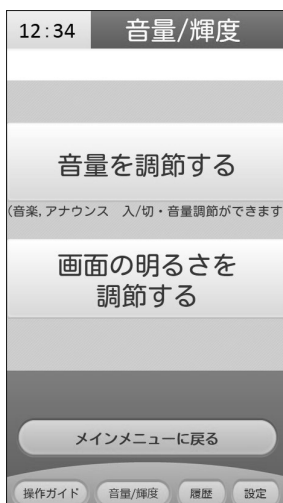 12:34 音量/輝度
音量を調節する
(音楽,アナウンス 入/切・音量調節ができます
画面の明るさを
調節する
メインメニューに戻る
操作ガイド 音量/輝度 履歴 設定